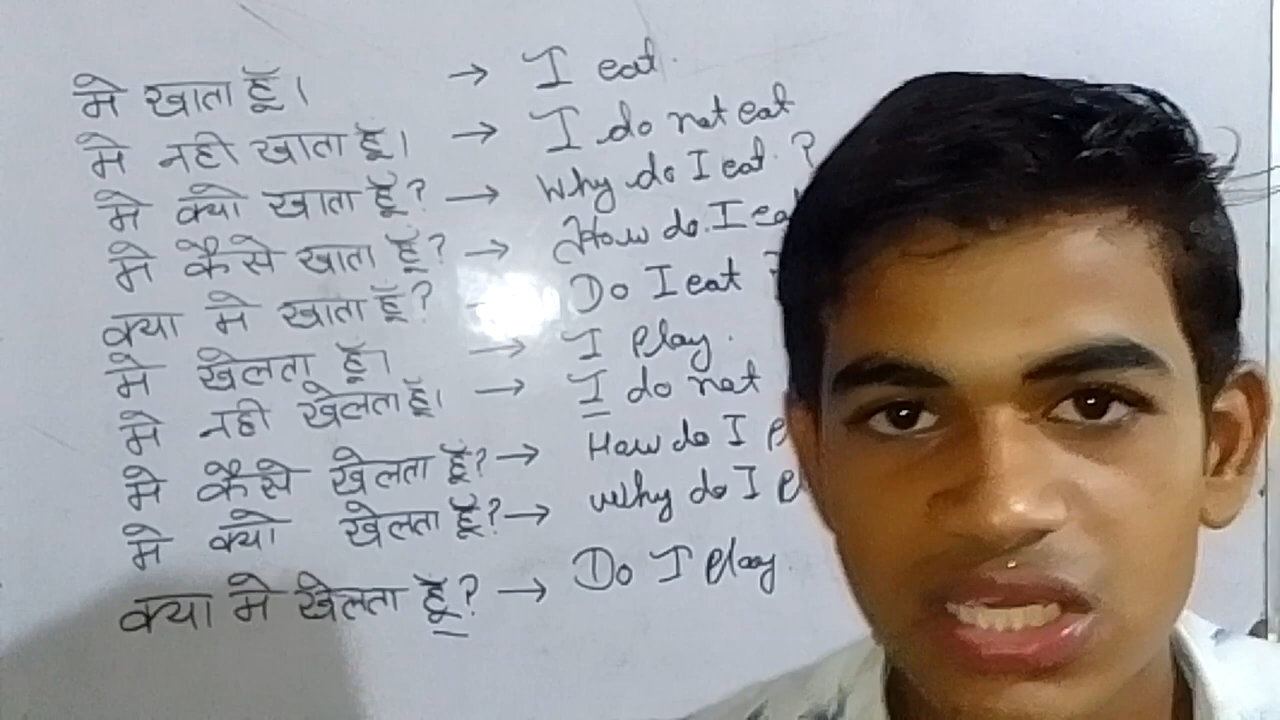 मे खाता हूँ। → I eat.
मे नही खाता हूँ। → I do not eat
मे क्यो खाता हूँ? → Why do I eat. ?
मे कैसे खाता हूँ? → How do. I
क्या मे खाता हूँ? Do I eat ?
मे खेलता हूँ। → I Play.
मे नही खेलता हूँ। → I do not
मे कैसे खेलता हूँ? → How do I
मे क्यो खेलता हूँ? → Why do I
क्या मे खेलता हूँ? → Do I Play.